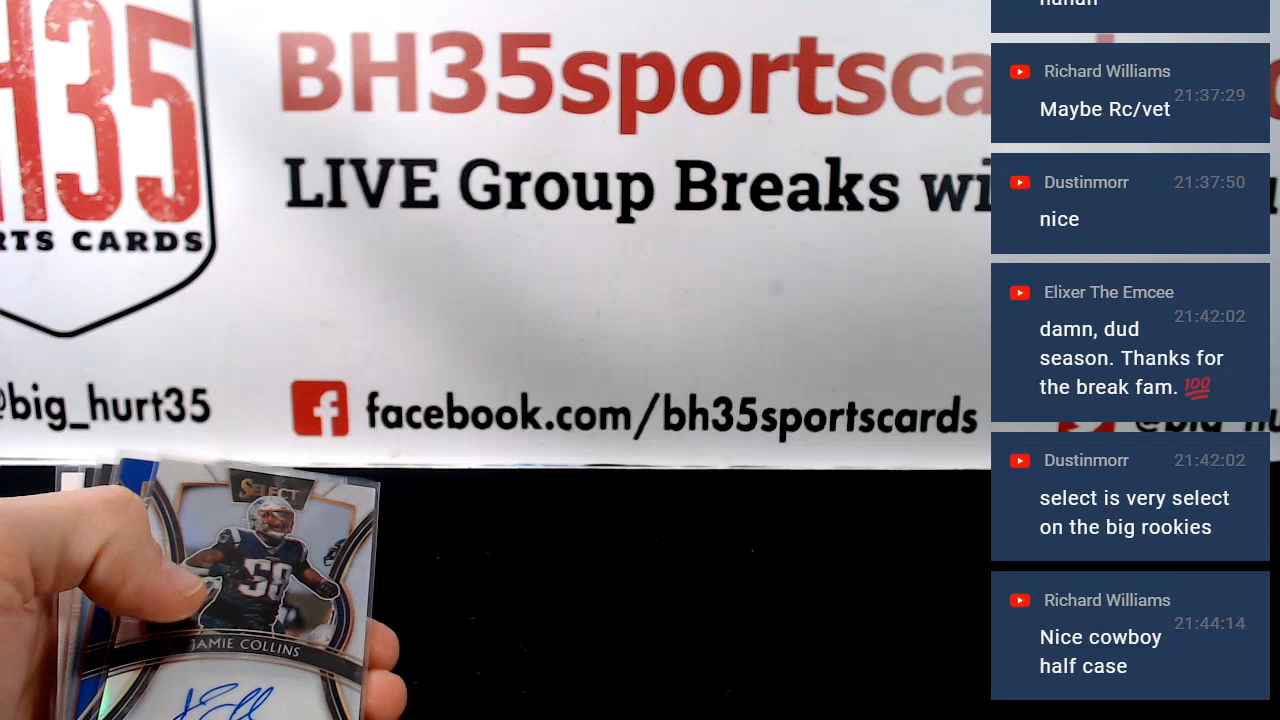 H35
RTS CARDS
BH35sportsca
LIVE Group Breaks wi
@big_hurt35
facebook.com/bh35sportscards
SELECT
58
JAMIE COLLINS
Richard Williams 21:37:29
Maybe Rc/vet
Dustinmorr 21:37:50
nice
Elixer The Emcee 21:42:02
damn, dud
season. Thanks for
the break fam. 💯
Dustinmorr 21:42:02
select is very select
on the big rookies
Richard Williams 21:44:14
Nice cowboy
half case